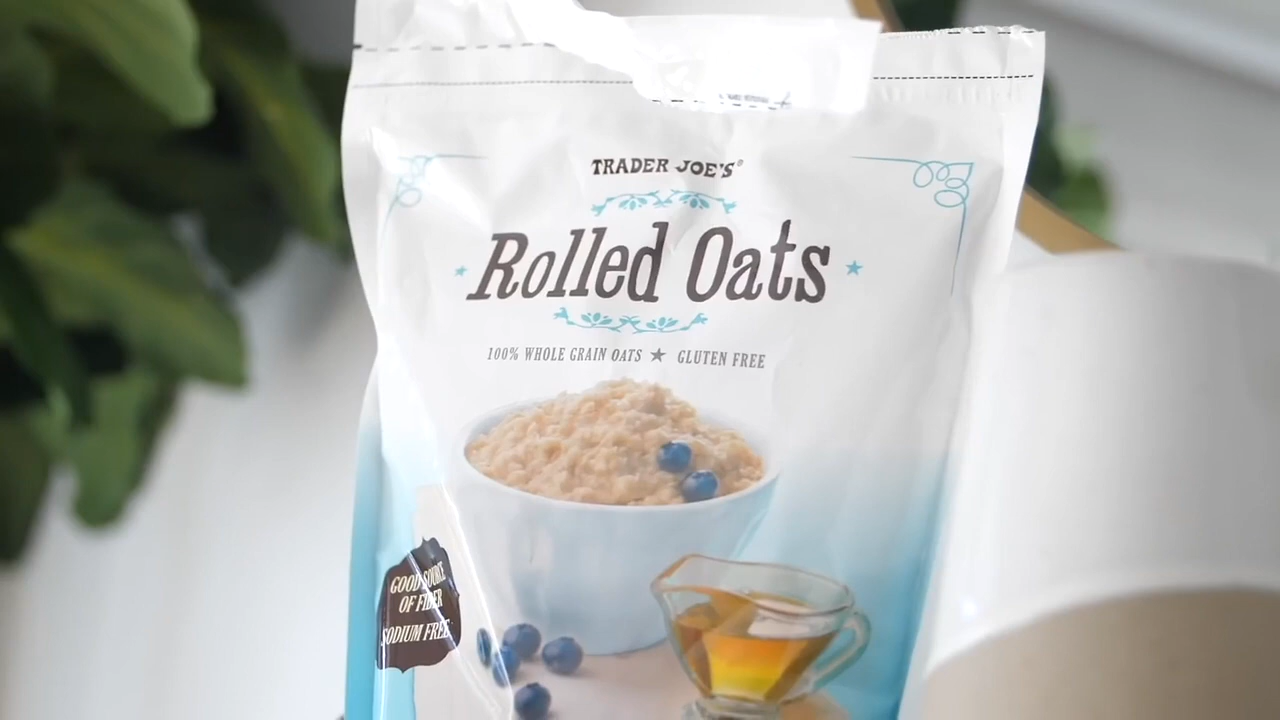 TRADER JOE'S®
Rolled Oats
100% WHOLE GRAIN OATS ★ GLUTEN FREE
GOOD SOURCE
OF FIBER
SODIUM FREE